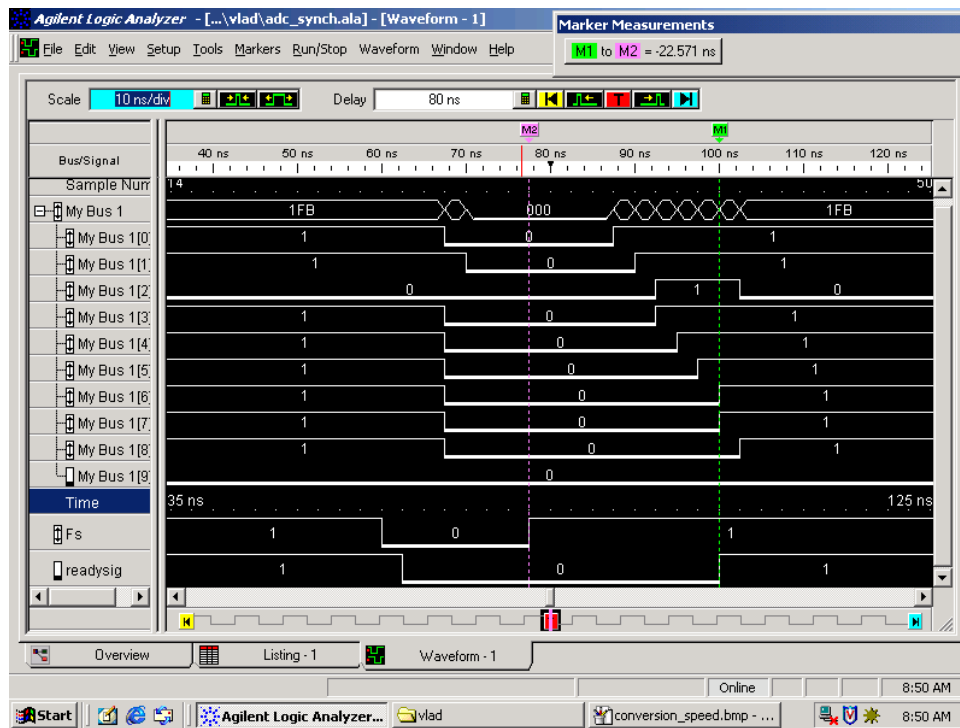 Agilent Logic Analyzer - [...\vlad\adc_synch.ala] - [Waveform - 1]
Marker Measurements
File Edit View Setup Tools Markers Run/Stop Waveform Window Help
M1 to M2 = -22.571 ns
Scale 10 ns/div Delay 80 ns T
M2 M1
Bus/Signal 40 ns 50 ns 60 ns 70 ns 80 ns 90 ns 100 ns 110 ns 120 ns
Sample Num 14 50
My Bus 1 1FB 000 1FB
My Bus 1[0] 1 0 1
My Bus 1[1] 1 0 1
My Bus 1[2] 0 1 0
My Bus 1[3] 1 0 1
My Bus 1[4] 1 0 1
My Bus 1[5] 1 0 1
My Bus 1[6] 1 0 1
My Bus 1[7] 1 0 1
My Bus 1[8] 1 0 1
My Bus 1[9] 0
Time 35 ns 125 ns
Fs 1 0 1
readysig 1 0 1
Overview Listing - 1 Waveform - 1
Online 8:50 AM
Start Agilent Logic Analyzer... vlad conversion_speed.bmp - ... 8:50 AM